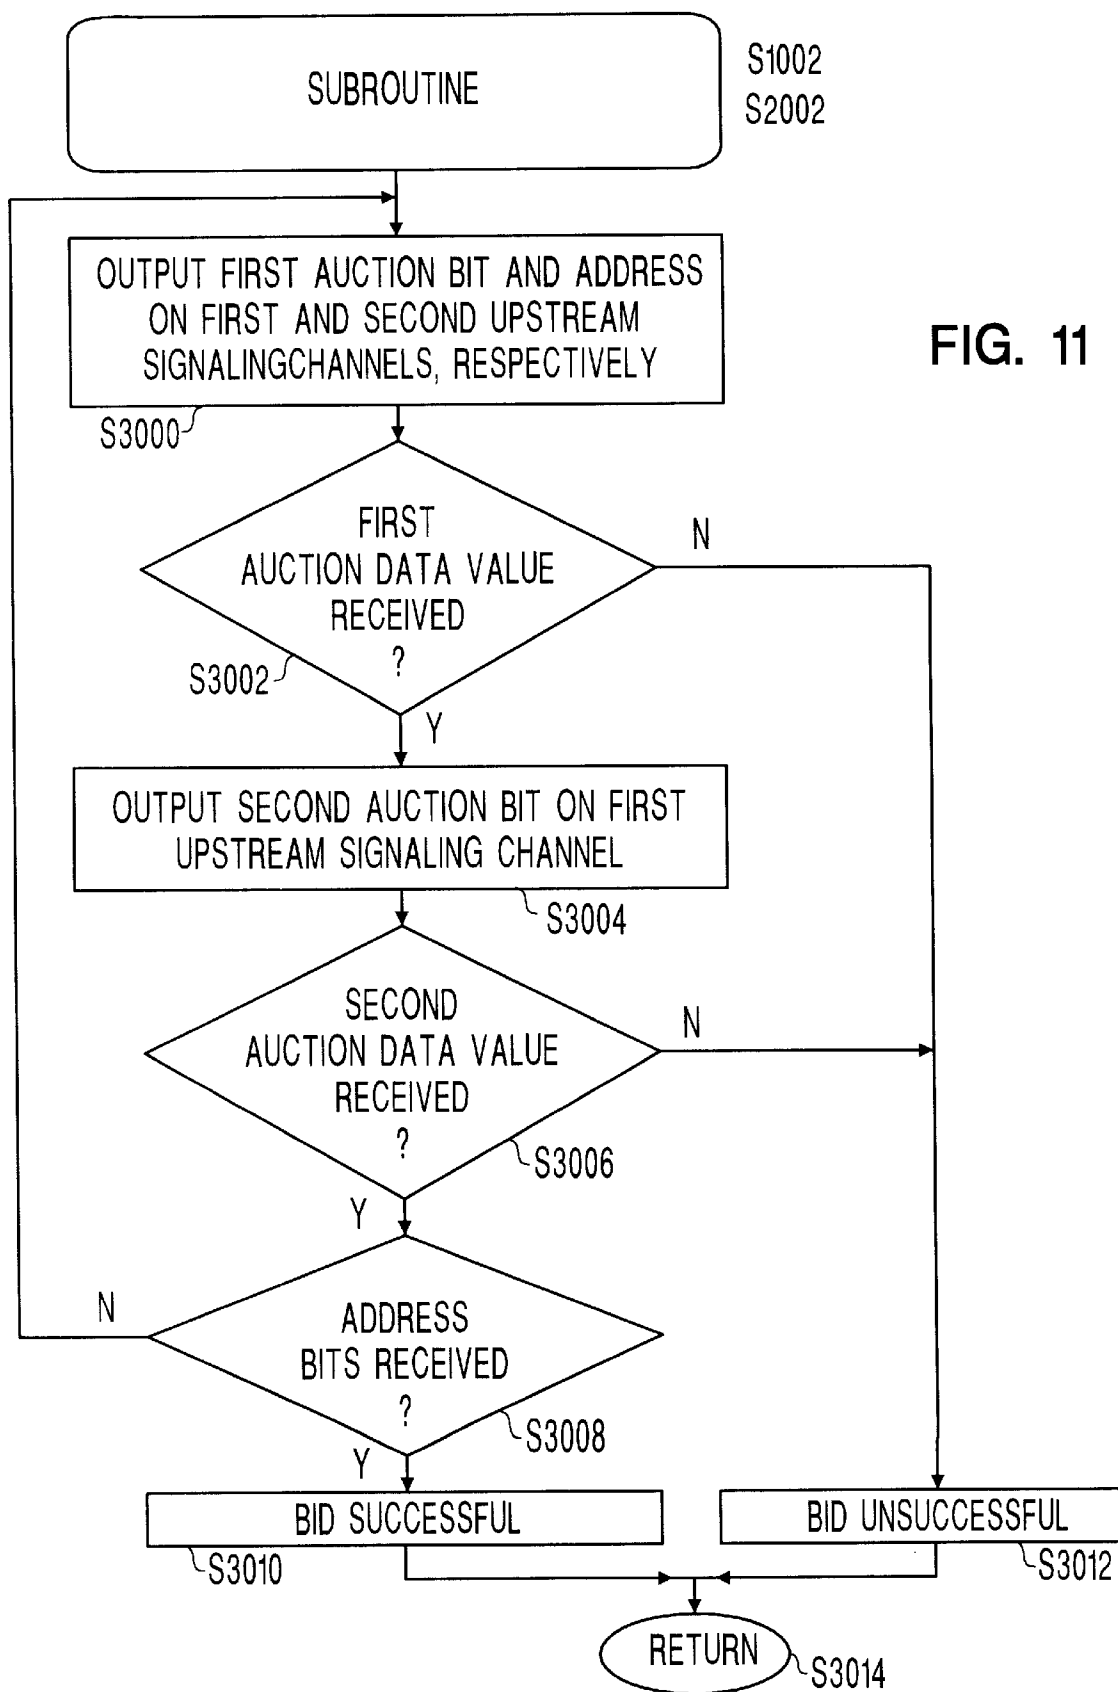 SUBROUTINE
S1002
S2002
OUTPUT FIRST AUCTION BIT AND ADDRESS
ON FIRST AND SECOND UPSTREAM
SIGNALINGCHANNELS, RESPECTIVELY
FIG. 11
S3000
FIRST
AUCTION DATA VALUE
RECEIVED
?
N
S3002
Y
OUTPUT SECOND AUCTION BIT ON FIRST
UPSTREAM SIGNALING CHANNEL
S3004
SECOND
AUCTION DATA VALUE
RECEIVED
?
N
S3006
Y
N
ADDRESS
BITS RECEIVED
?
S3008
Y
BID SUCCESSFUL
BID UNSUCCESSFUL
S3010
S3012
RETURN
S3014